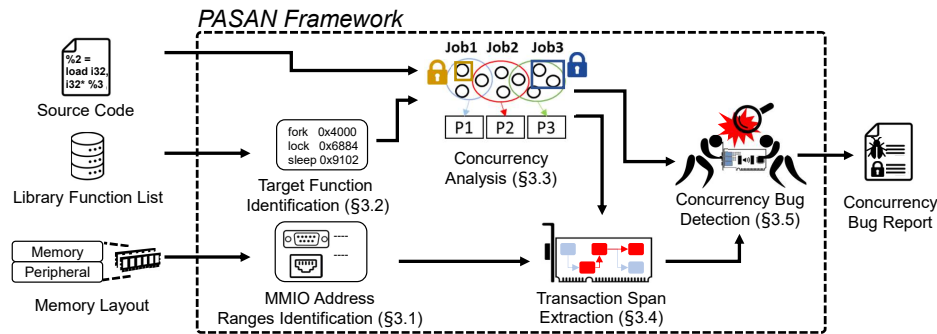 PASAN Framework
%2 =
load i32,
i32* %3
Source Code
Library Function List
Memory
Peripheral
Memory Layout
fork 0x4000
lock 0x6884
sleep 0x9102
Target Function
Identification (§3.2)
MMIO Address
Ranges Identification (§3.1)
Job1 Job2 Job3
P1 P2 P3
Concurrency
Analysis (§3.3)
Transaction Span
Extraction (§3.4)
Concurrency Bug
Detection (§3.5)
Concurrency
Bug Report